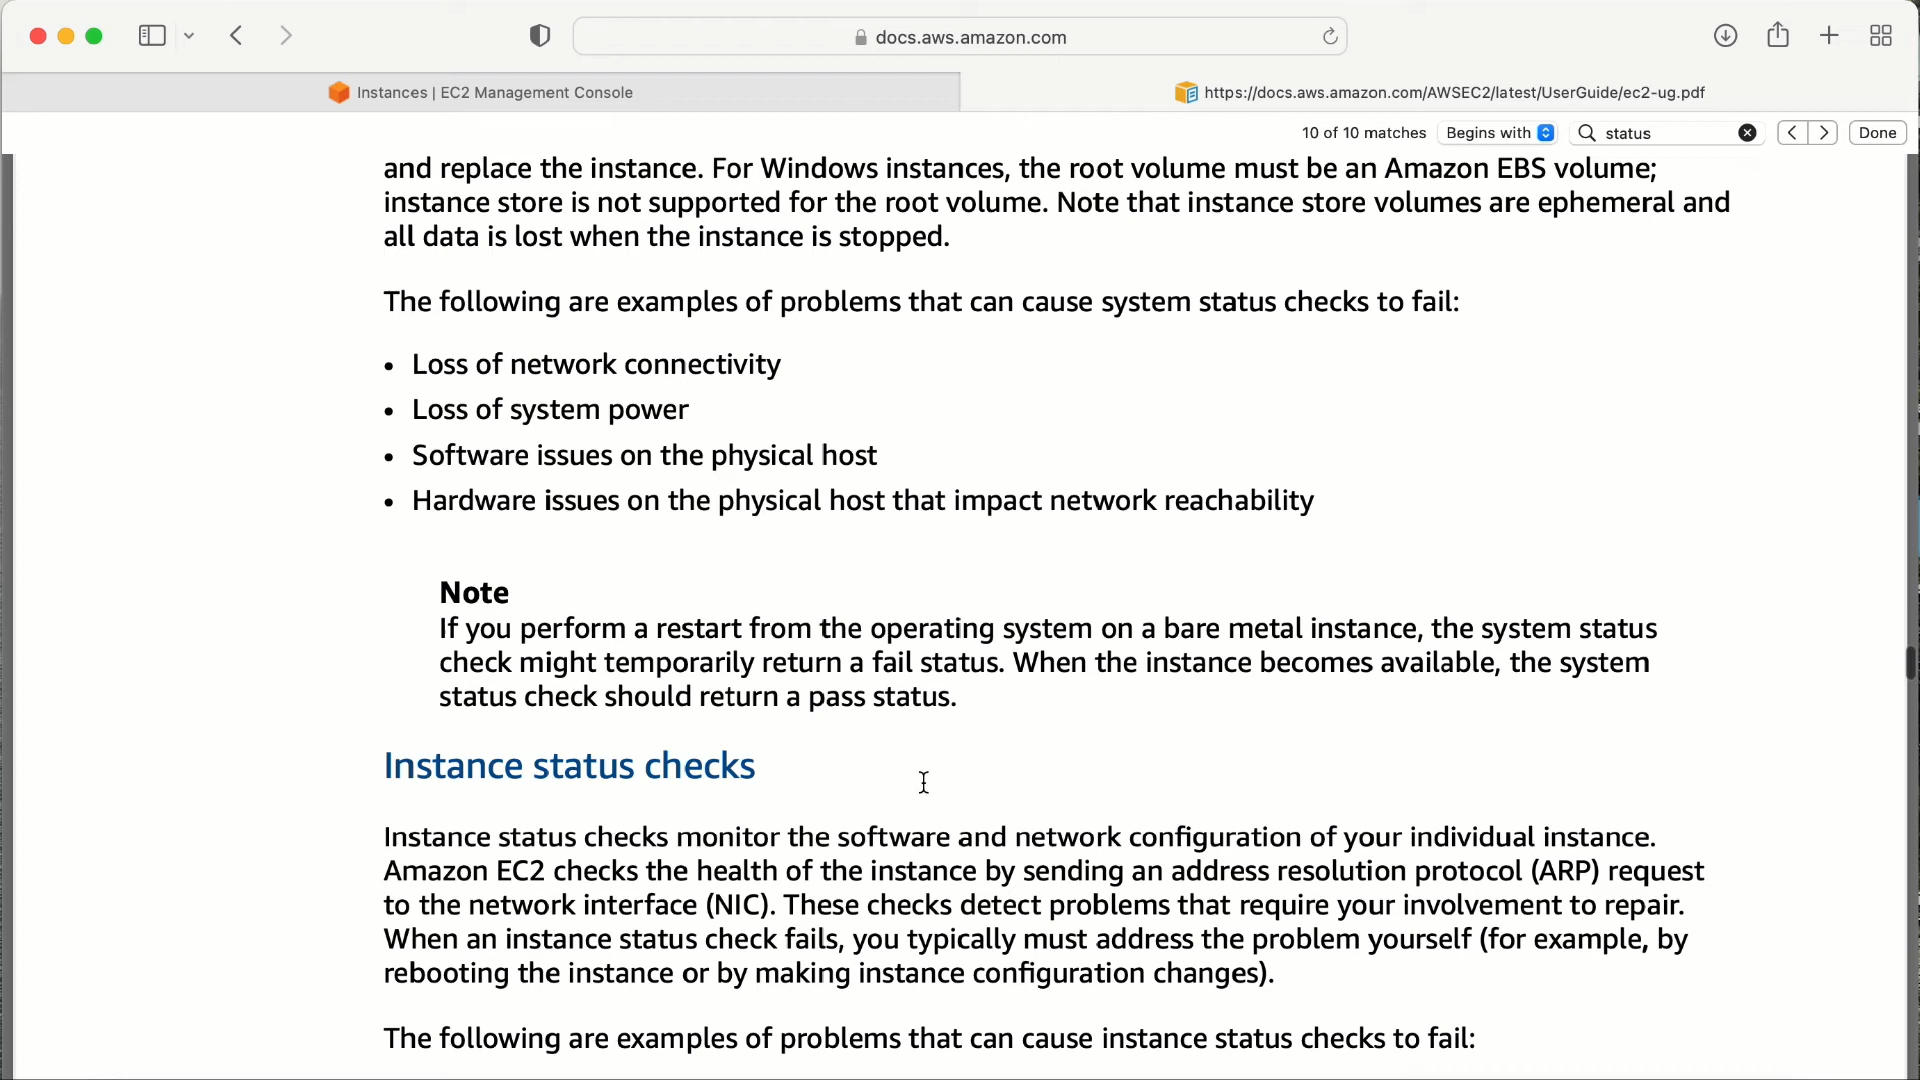 docs.aws.amazon.com
Instances | EC2 Management Console
https://docs.aws.amazon.com/AWSEC2/latest/UserGuide/ec2-ug.pdf
10 of 10 matches Begins with status Done
and replace the instance. For Windows instances, the root volume must be an Amazon EBS volume;
instance store is not supported for the root volume. Note that instance store volumes are ephemeral and
all data is lost when the instance is stopped.
The following are examples of problems that can cause system status checks to fail:
• Loss of network connectivity
• Loss of system power
• Software issues on the physical host
• Hardware issues on the physical host that impact network reachability
Note
If you perform a restart from the operating system on a bare metal instance, the system status
check might temporarily return a fail status. When the instance becomes available, the system
status check should return a pass status.
Instance status checks
Instance status checks monitor the software and network configuration of your individual instance.
Amazon EC2 checks the health of the instance by sending an address resolution protocol (ARP) request
to the network interface (NIC). These checks detect problems that require your involvement to repair.
When an instance status check fails, you typically must address the problem yourself (for example, by
rebooting the instance or by making instance configuration changes).
The following are examples of problems that can cause instance status checks to fail: